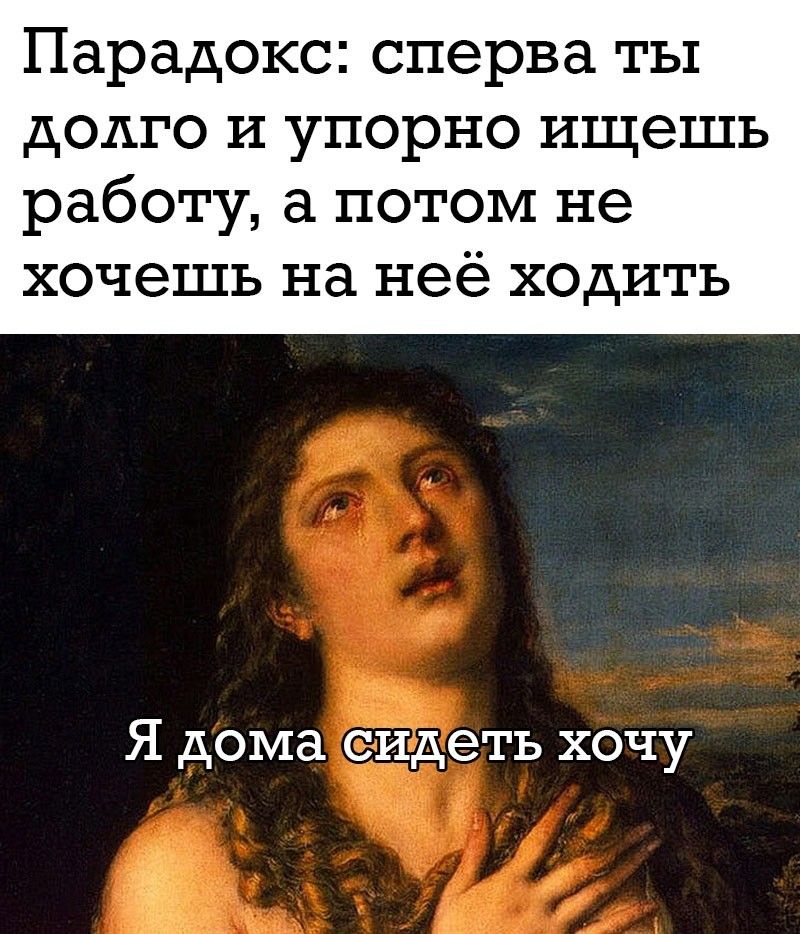 Парадокс: сперва ты
долго и упорно ищешь
работу, а потом не
хочешь на неё ходить
Я дома сидеть хочу